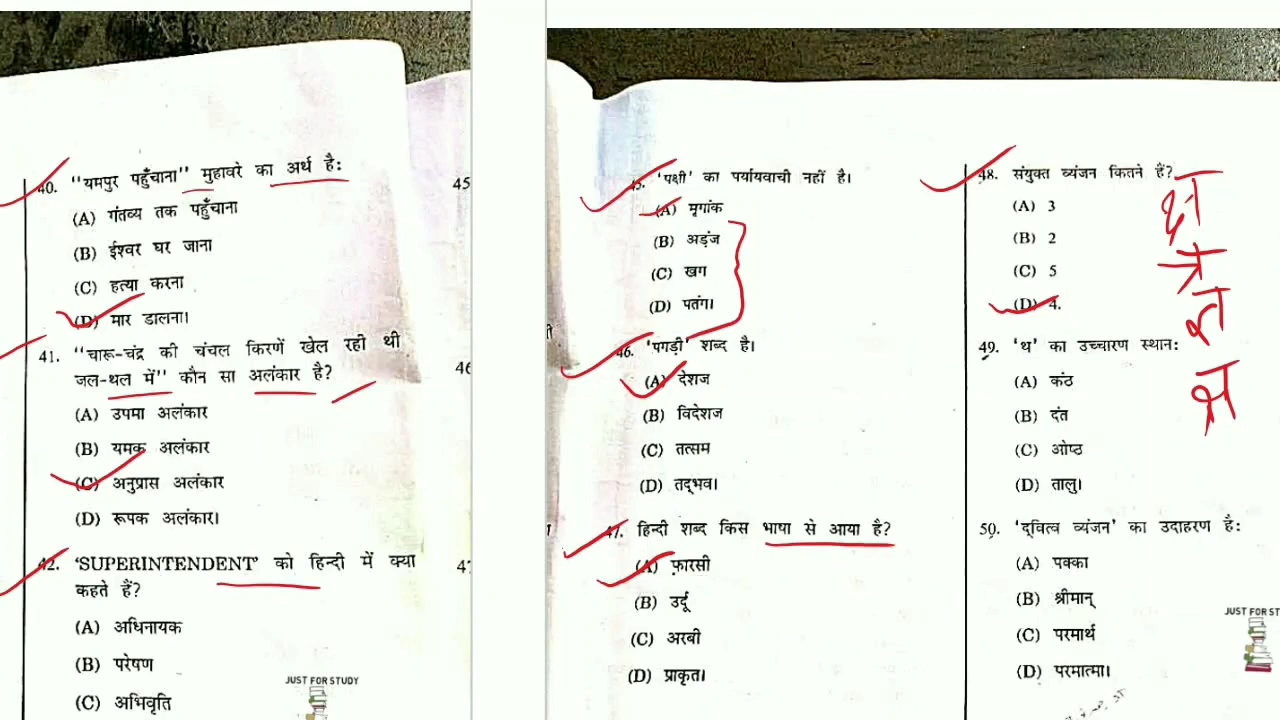 40. "यमपुर पहुँचाना" मुहावरे का अर्थ है:
(A) गंतव्य तक पहुँचाना
(B) ईश्वर घर जाना
(C) हत्या करना
(D) मार डालना।
41. "चारू-चंद्र की चंचल किरणें खेल रही थी
जल-थल में" कौन सा अलंकार है?
(A) उपमा अलंकार
(B) यमक अलंकार
(C) अनुप्रास अलंकार
(D) रूपक अलंकार।
42. 'SUPERINTENDENT' को हिन्दी में क्या
कहते हैं?
(A) अधिनायक
(B) परेषण
(C) अभिवृति
JUST FOR STUDY
45
46
47
45. 'पक्षी' का पर्यायवाची नहीं है।
(A) मृगांक
(B) अड़ंज
(C) खग
(D) पतंग।
46. 'पगड़ी' शब्द है।
(A) देशज
(B) विदेशज
(C) तत्सम
(D) तद्भव।
47. हिन्दी शब्द किस भाषा से आया है?
(A) फ़ारसी
(B) उर्दू
(C) अरबी
(D) प्राकृत।
48. संयुक्त व्यंजन कितने हैं?
(A) 3
(B) 2
(C) 5
(D) 4.
क्ष
त्र
ज्ञ
श्र
49. 'थ' का उच्चारण स्थान:
(A) कंठ
(B) दंत
(C) ओष्ठ
(D) तालु।
50. 'द्वित्व व्यंजन' का उदाहरण है:
(A) पक्का
(B) श्रीमान्
(C) परमार्थ
(D) परमात्मा।
JUST FOR ST